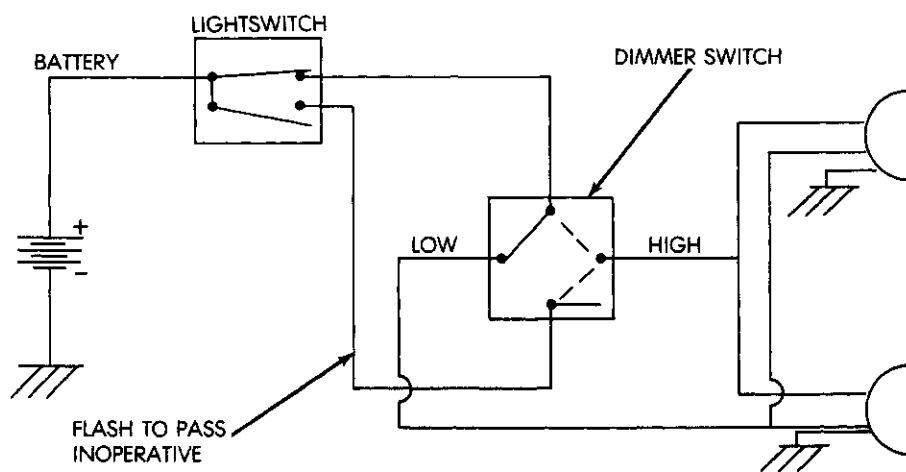 LIGHTSWITCH
BATTERY
DIMMER SWITCH
+
-
LOW
HIGH
FLASH TO PASS
INOPERATIVE